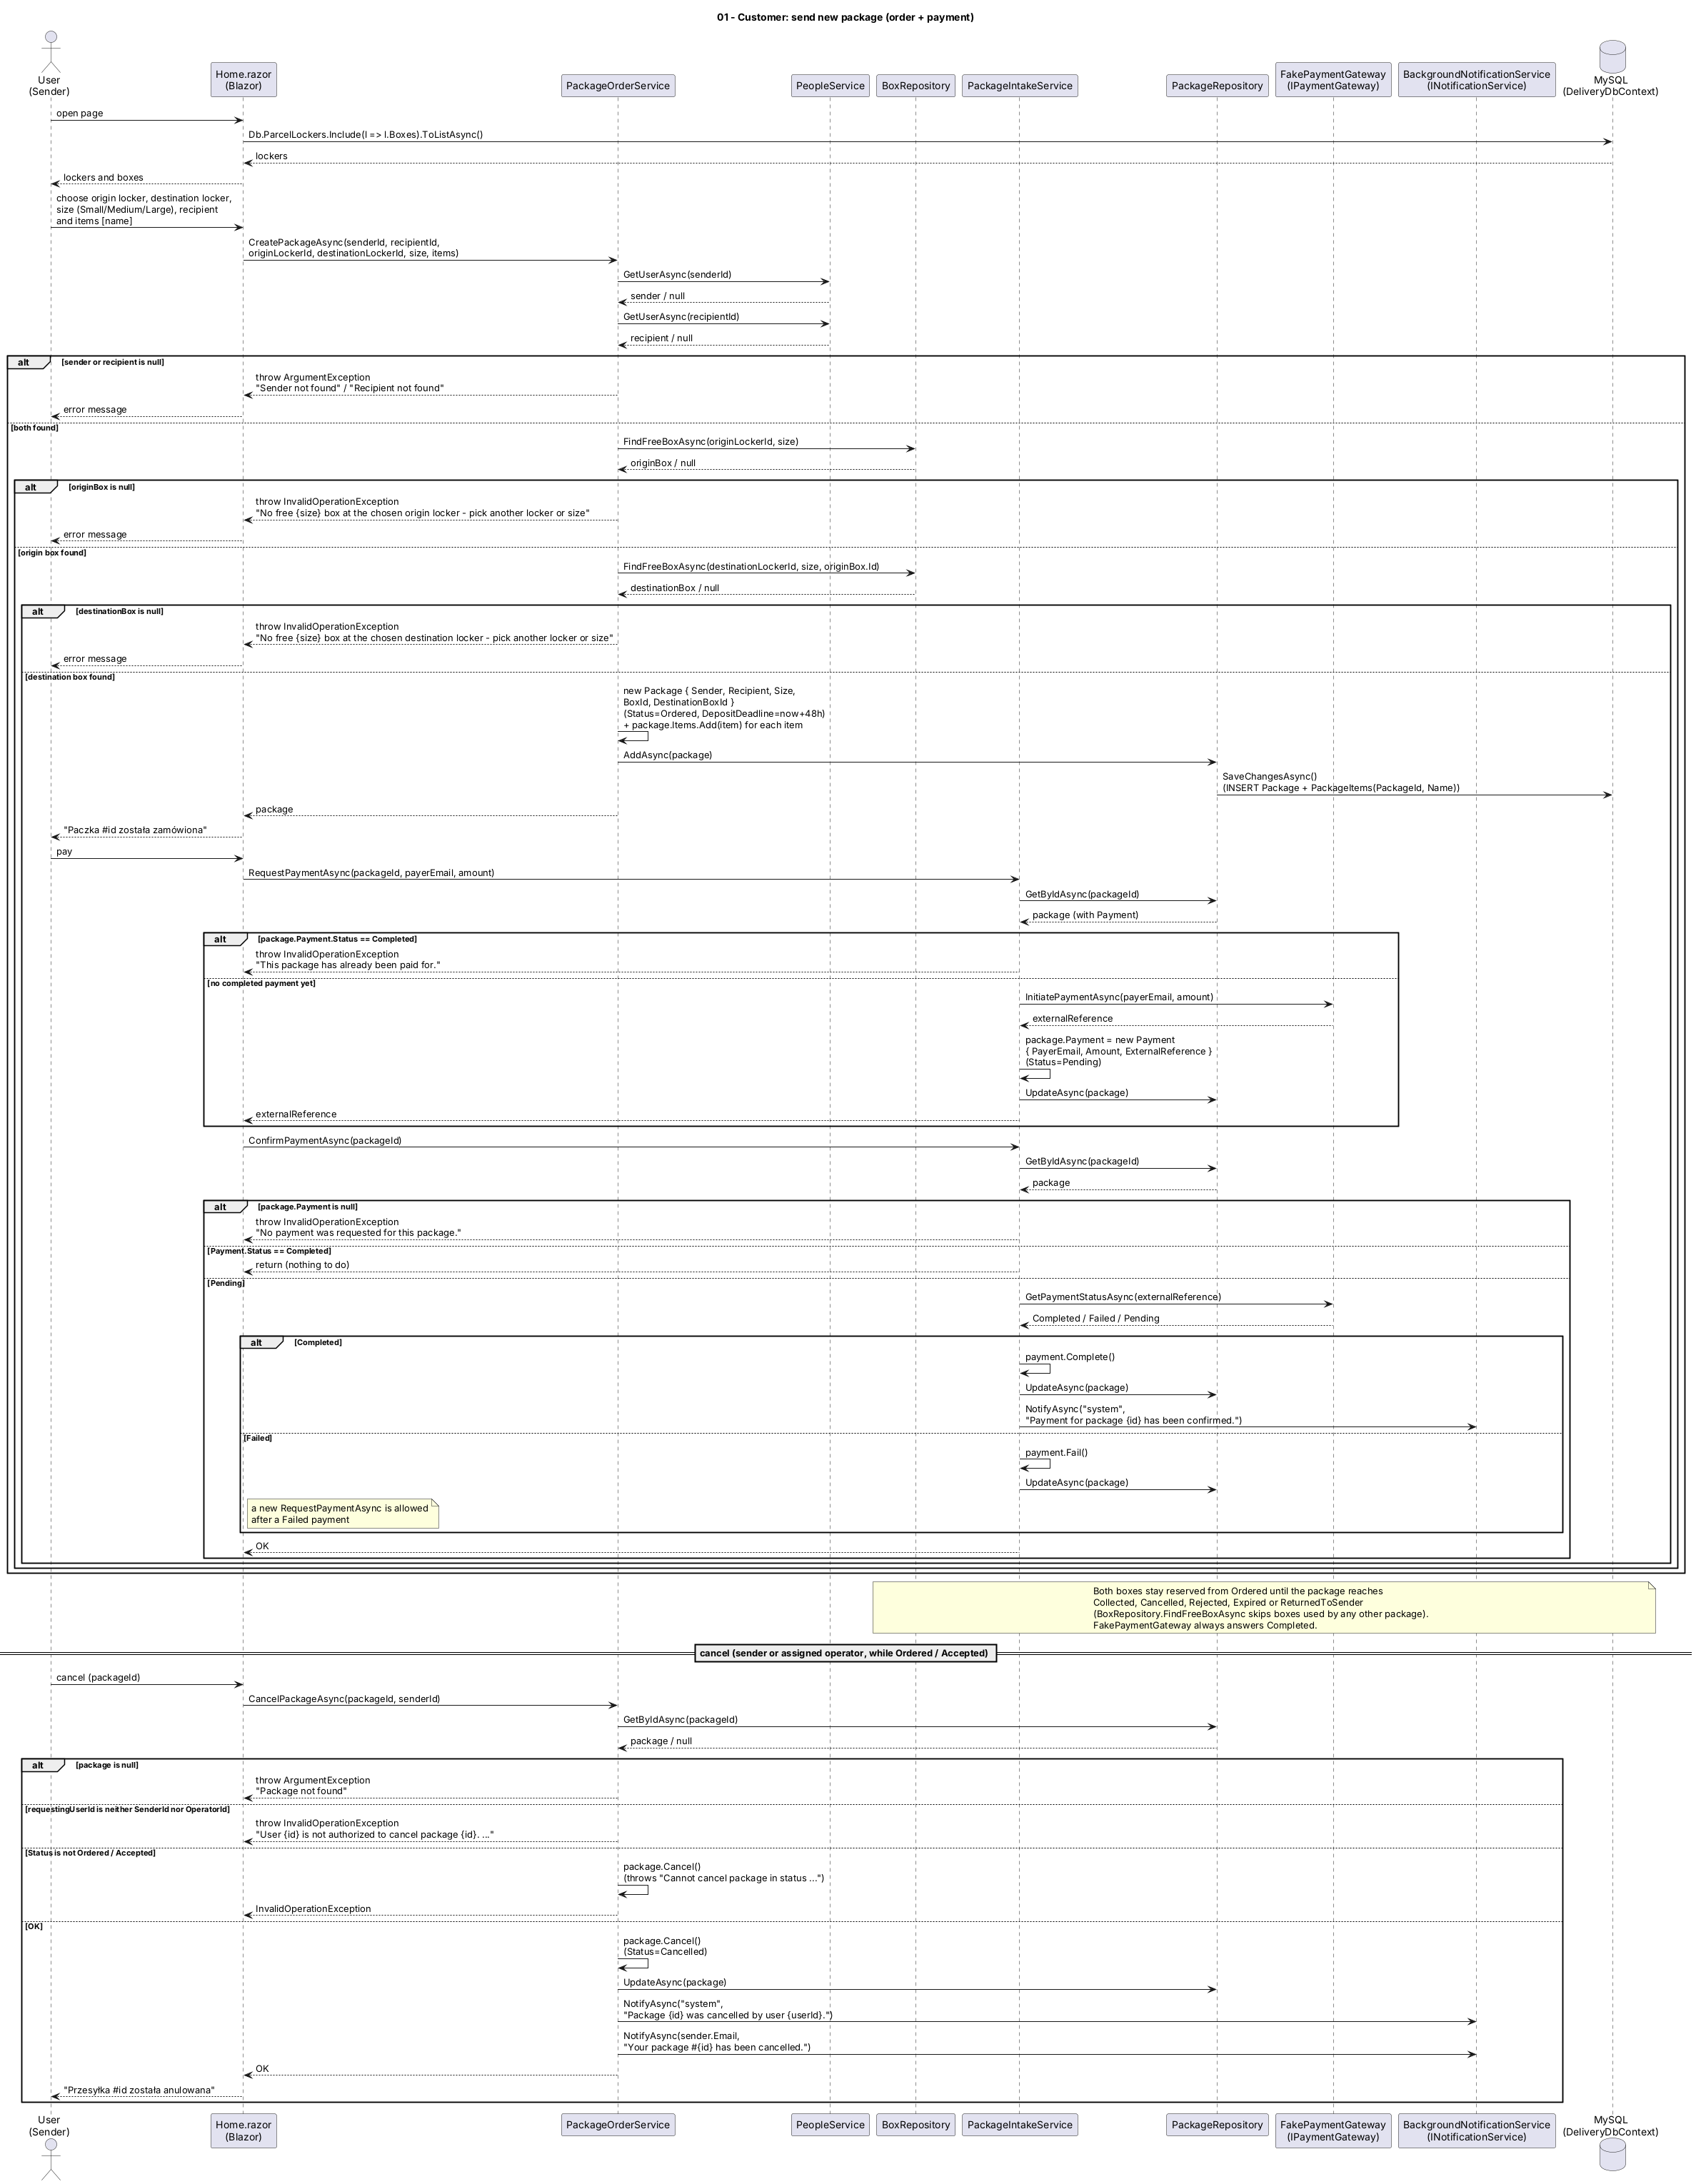 01 - Customer: send new package (order + payment)
User
(Sender)
Home.razor
(Blazor)
PackageOrderService
PeopleService
BoxRepository
PackageIntakeService
PackageRepository
FakePaymentGateway
(IPaymentGateway)
BackgroundNotificationService
(INotificationService)
MySQL
(DeliveryDbContext)
open page
Db.ParcelLockers.Include(l => l.Boxes).ToListAsync()
lockers
lockers and boxes
choose origin locker, destination locker,
size (Small/Medium/Large), recipient
and items [name]
CreatePackageAsync(senderId, recipientId,
originLockerId, destinationLockerId, size, items)
GetUserAsync(senderId)
sender / null
GetUserAsync(recipientId)
recipient / null
alt [sender or recipient is null]
throw ArgumentException
"Sender not found" / "Recipient not found"
error message
[both found]
FindFreeBoxAsync(originLockerId, size)
originBox / null
alt [originBox is null]
throw InvalidOperationException
"No free {size} box at the chosen origin locker - pick another locker or size"
error message
[origin box found]
FindFreeBoxAsync(destinationLockerId, size, originBox.Id)
destinationBox / null
alt [destinationBox is null]
throw InvalidOperationException
"No free {size} box at the chosen destination locker - pick another locker or size"
error message
[destination box found]
new Package { Sender, Recipient, Size,
BoxId, DestinationBoxId }
(Status=Ordered, DepositDeadline=now+48h)
+ package.Items.Add(item) for each item
AddAsync(package)
SaveChangesAsync()
(INSERT Package + PackageItems(PackageId, Name))
package
"Paczka #id została zamówiona"
pay
RequestPaymentAsync(packageId, payerEmail, amount)
GetByIdAsync(packageId)
package (with Payment)
alt [package.Payment.Status == Completed]
throw InvalidOperationException
"This package has already been paid for."
[no completed payment yet]
InitiatePaymentAsync(payerEmail, amount)
externalReference
package.Payment = new Payment
{ PayerEmail, Amount, ExternalReference }
(Status=Pending)
UpdateAsync(package)
externalReference
ConfirmPaymentAsync(packageId)
GetByIdAsync(packageId)
package
alt [package.Payment is null]
throw InvalidOperationException
"No payment was requested for this package."
[Payment.Status == Completed]
return (nothing to do)
[Pending]
GetPaymentStatusAsync(externalReference)
Completed / Failed / Pending
alt [Completed]
payment.Complete()
UpdateAsync(package)
NotifyAsync("system",
"Payment for package {id} has been confirmed.")
[Failed]
payment.Fail()
UpdateAsync(package)
a new RequestPaymentAsync is allowed
after a Failed payment
OK
Both boxes stay reserved from Ordered until the package reaches
Collected, Cancelled, Rejected, Expired or ReturnedToSender
(BoxRepository.FindFreeBoxAsync skips boxes used by any other package).
FakePaymentGateway always answers Completed.
cancel (sender or assigned operator, while Ordered / Accepted)
cancel (packageId)
CancelPackageAsync(packageId, senderId)
GetByIdAsync(packageId)
package / null
alt [package is null]
throw ArgumentException
"Package not found"
[requestingUserId is neither SenderId nor OperatorId]
throw InvalidOperationException
"User {id} is not authorized to cancel package {id}. ..."
[Status is not Ordered / Accepted]
package.Cancel()
(throws "Cannot cancel package in status ...")
InvalidOperationException
[OK]
package.Cancel()
(Status=Cancelled)
UpdateAsync(package)
NotifyAsync("system",
"Package {id} was cancelled by user {userId}.")
NotifyAsync(sender.Email,
"Your package #{id} has been cancelled.")
OK
"Przesyłka #id została anulowana"
User
(Sender)
Home.razor
(Blazor)
PackageOrderService
PeopleService
BoxRepository
PackageIntakeService
PackageRepository
FakePaymentGateway
(IPaymentGateway)
BackgroundNotificationService
(INotificationService)
MySQL
(DeliveryDbContext)